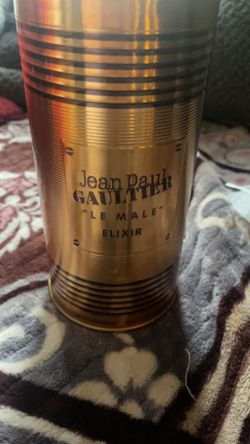 Jean Paul
GAULTIER
"LE MALE"
ELIXIR